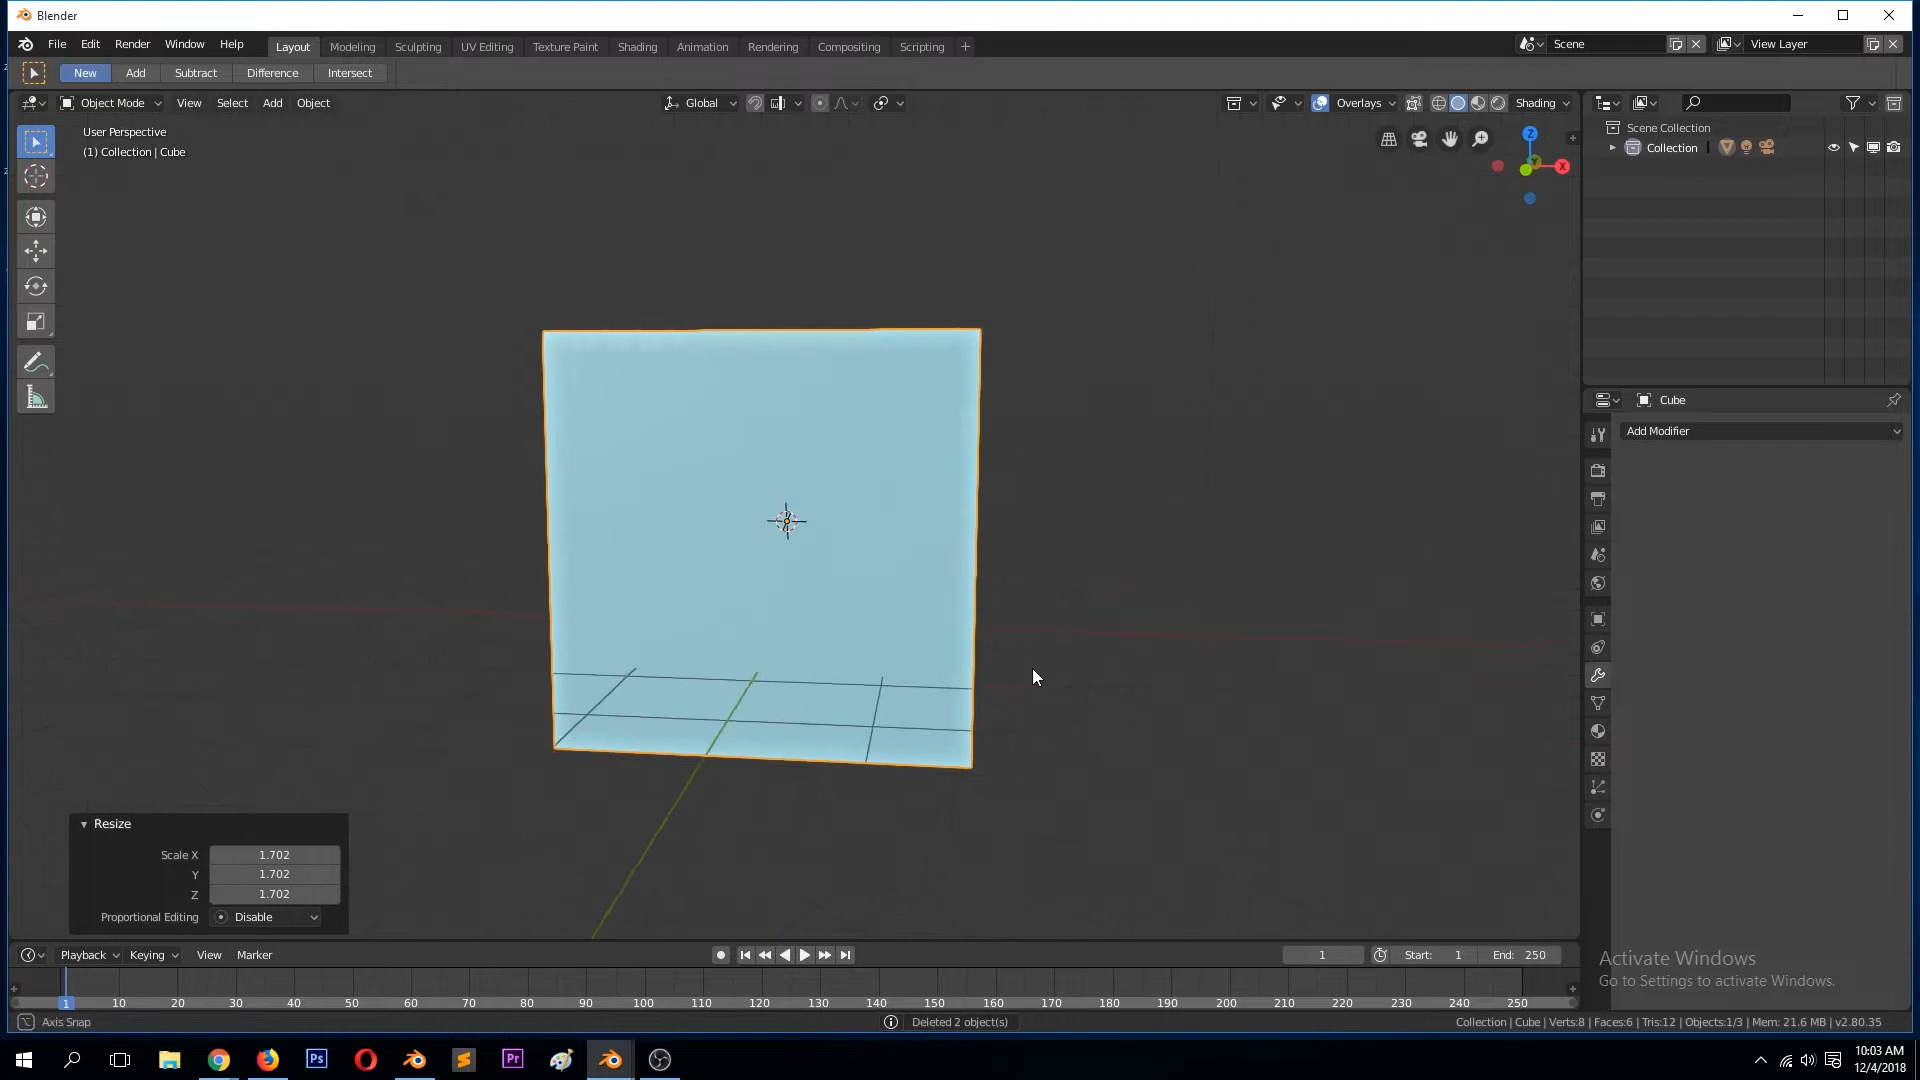 Blender
File Edit Render Window Help Layout Modeling Sculpting UV Editing Texture Paint Shading Animation Rendering Compositing Scripting + Scene View Layer
New Add Subtract Difference Intersect
Object Mode View Select Add Object Global Overlays Shading
User Perspective
(1) Collection | Cube
Z
X
Y
Scene Collection
Collection
Cube
Add Modifier
Resize
Scale X 1.702
Y 1.702
Z 1.702
Proportional Editing Disable
Playback Keying View Marker 1 Start: 1 End: 250
1 10 20 30 40 50 60 70 80 90 100 110 120 130 140 150 160 170 180 190 200 210 220 230 240 250
Activate Windows
Go to Settings to activate Windows.
Axis Snap Deleted 2 object(s) Collection | Cube | Verts:8 | Faces:6 | Tris:12 | Objects:1/3 | Mem: 21.6 MB | v2.80.35
Ps Pr
10:03 AM
12/4/2018